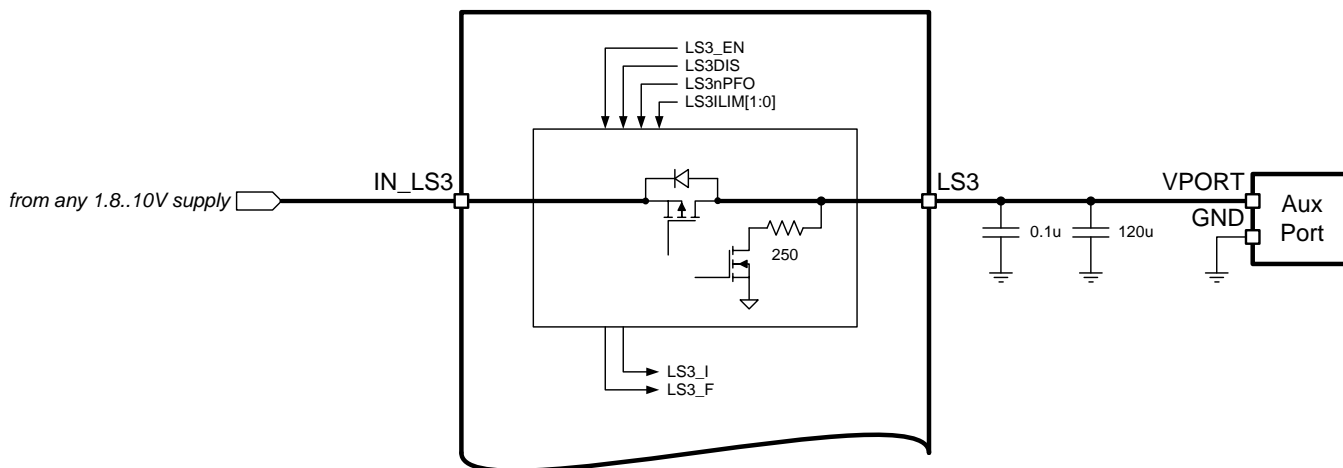 LS3_EN
LS3DIS
LS3nPFO
LS3ILIM[1:0]
from any 1.8..10V supply
IN_LS3
LS3
VPORT
GND
Aux
Port
250
0.1u
120u
LS3_I
LS3_F